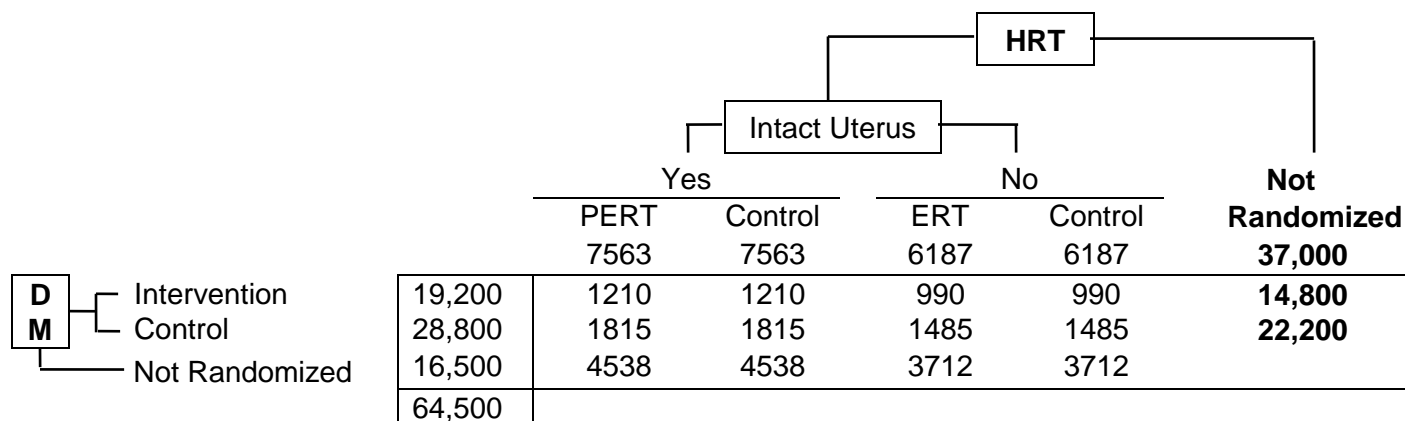 HRT
Intact Uterus
Yes No Not
PERT Control ERT Control Randomized
7563 7563 6187 6187 37,000
D Intervention 19,200 1210 1210 990 990 14,800
M Control 28,800 1815 1815 1485 1485 22,200
Not Randomized 16,500 4538 4538 3712 3712
64,500